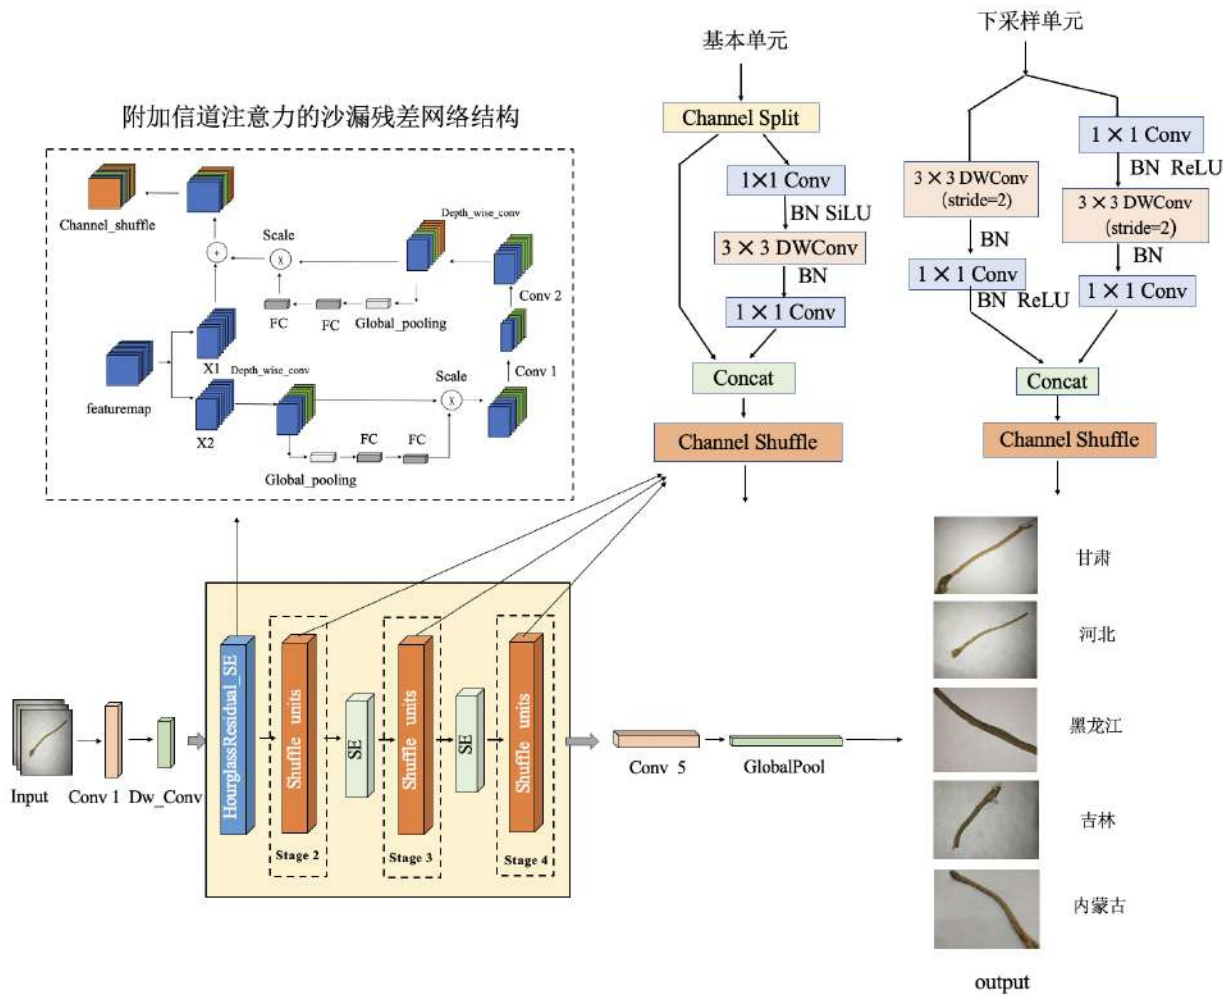 附加信道注意力的沙漏残差网络结构
Channel_shuffle
Scale
Depth_wise_conv
+
X
FC
FC
Global_pooling
Conv 2
X1
featuremap
Depth_wise_conv
Conv 1
Scale
X
X2
FC
FC
Global_pooling
基本单元
Channel Split
1×1 Conv
BN SiLU
3 × 3 DWConv
BN
1 × 1 Conv
Concat
Channel Shuffle
下采样单元
3 × 3 DWConv
(stride=2)
BN
1 × 1 Conv
BN ReLU
1 × 1 Conv
BN ReLU
3 × 3 DWConv
(stride=2)
BN
1 × 1 Conv
Concat
Channel Shuffle
Input
Conv 1
Dw_Conv
HourglassResidual_SE
Shuffle units
Stage 2
SE
Shuffle units
Stage 3
SE
Shuffle units
Stage 4
Conv 5
GlobalPool
甘肃
河北
黑龙江
吉林
内蒙古
output